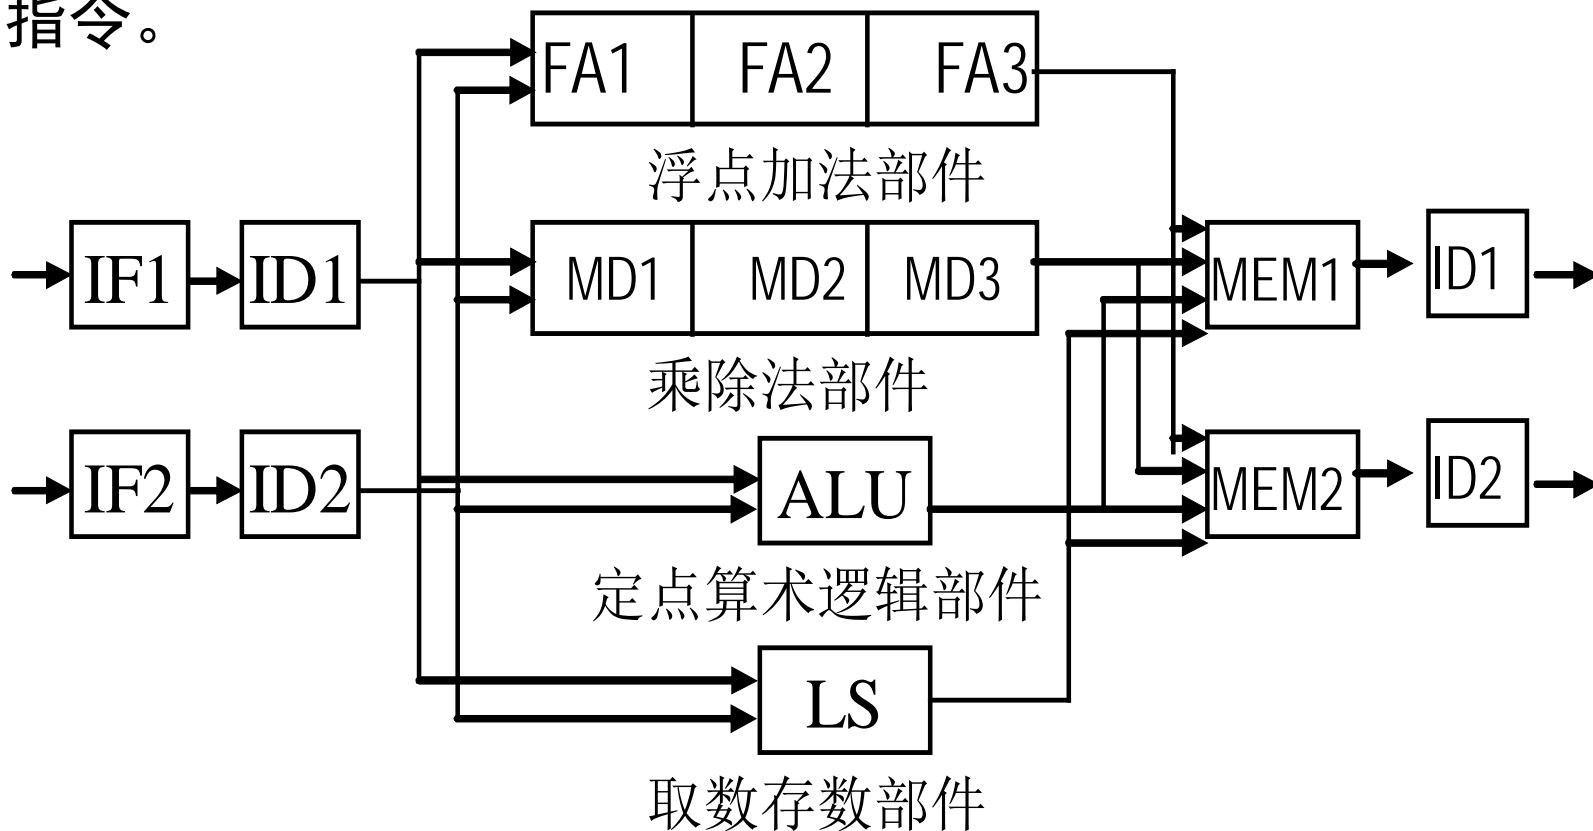 指令。
FA1 FA2 FA3
浮点加法部件
IF1 ID1 MD1 MD2 MD3 MEM1 ID1
乘除法部件
IF2 ID2 ALU MEM2 ID2
定点算术逻辑部件
LS
取数存数部件